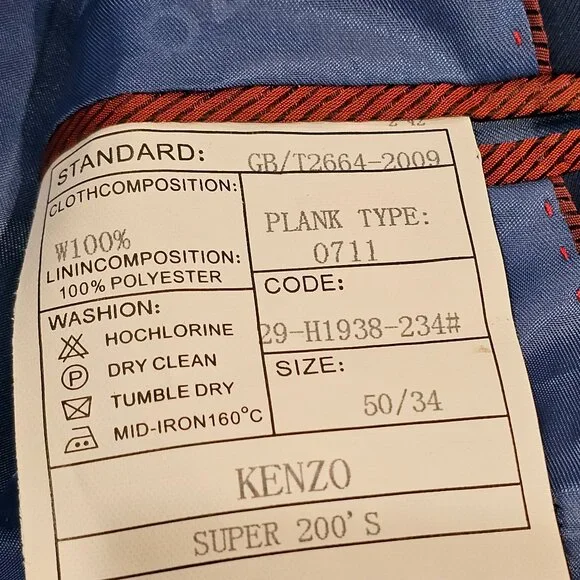 STANDARD: GB/T2664-2009
CLOTHCOMPOSITION:
W100%
LININCOMPOSITION:
100% POLYESTER
PLANK TYPE:
0711
CODE:
29-H1938-234#
WASHION:
HOCHLORINE
P DRY CLEAN
TUMBLE DRY
MID-IRON160°C
SIZE:
50/34
KENZO
SUPER 200'S